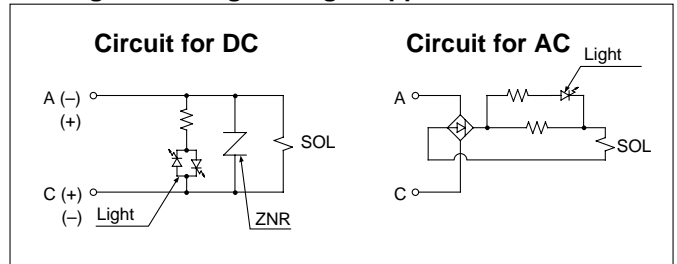 Circuit for DC
A (–)
(+)
SOL
C (+)
(–)
Light
ZNR
Circuit for AC
Light
A
SOL
C